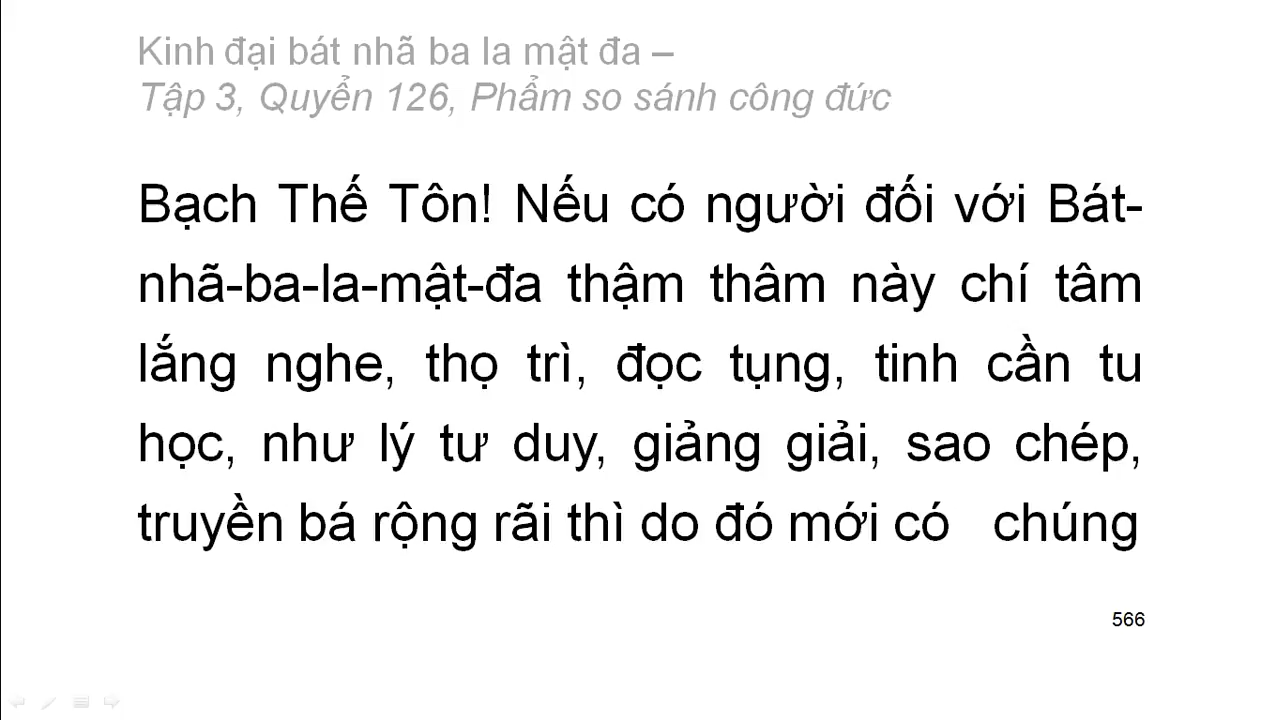 Kinh đại bát nhã ba la mật đa –
Tập 3, Quyển 126, Phẩm so sánh công đức
Bạch Thế Tôn! Nếu có người đối với Bát-
nhã-ba-la-mật-đa thậm thâm này chí tâm
lắng nghe, thọ trì, đọc tụng, tinh cần tu
học, như lý tư duy, giảng giải, sao chép,
truyền bá rộng rãi thì do đó mới có chúng
566